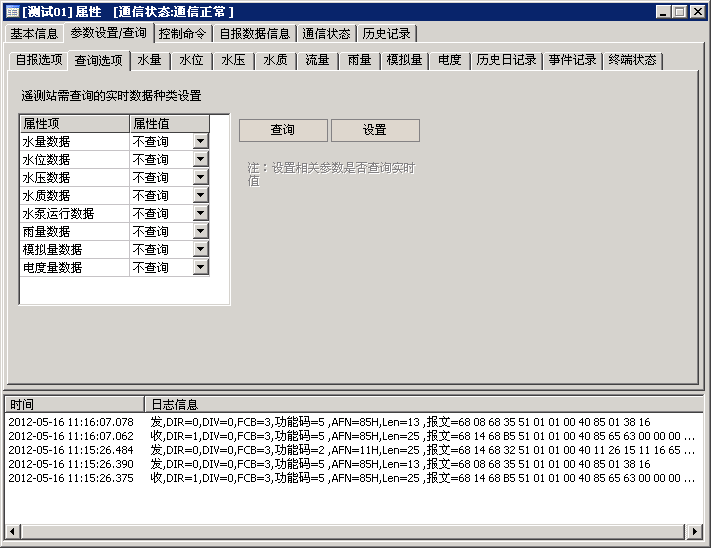 [测试01] 属性 [通信状态:通信正常 ]
基本信息 参数设置/查询 控制命令 自报数据信息 通信状态 历史记录
自报选项 查询选项 水量 水位 水压 水质 流量 雨量 模拟量 电度 历史日记录 事件记录 终端状态
遥测站需查询的实时数据种类设置
属性项 属性值
水量数据 不查询
水位数据 不查询
水压数据 不查询
水质数据 不查询
水泵运行数据 不查询
雨量数据 不查询
模拟量数据 不查询
电度量数据 不查询
查询 设置
注：设置相关参数是否查询实时
值
时间 日志信息
2012-05-16 11:16:07.078 发,DIR=0,DIV=0,FCB=3,功能码=5 ,AFN=85H,Len=13 ,报文=68 08 68 35 51 01 01 00 40 85 01 38 16
2012-05-16 11:16:07.062 收,DIR=1,DIV=0,FCB=3,功能码=5 ,AFN=85H,Len=25 ,报文=68 14 68 B5 51 01 01 00 40 85 65 63 00 00 00 ...
2012-05-16 11:15:26.484 发,DIR=0,DIV=0,FCB=3,功能码=2 ,AFN=11H,Len=25 ,报文=68 14 68 32 51 01 01 00 40 11 26 15 11 16 65 ...
2012-05-16 11:15:26.390 发,DIR=0,DIV=0,FCB=3,功能码=5 ,AFN=85H,Len=13 ,报文=68 08 68 35 51 01 01 00 40 85 01 38 16
2012-05-16 11:15:26.375 收,DIR=1,DIV=0,FCB=3,功能码=5 ,AFN=85H,Len=25 ,报文=68 14 68 B5 51 01 01 00 40 85 65 63 00 00 00 ...